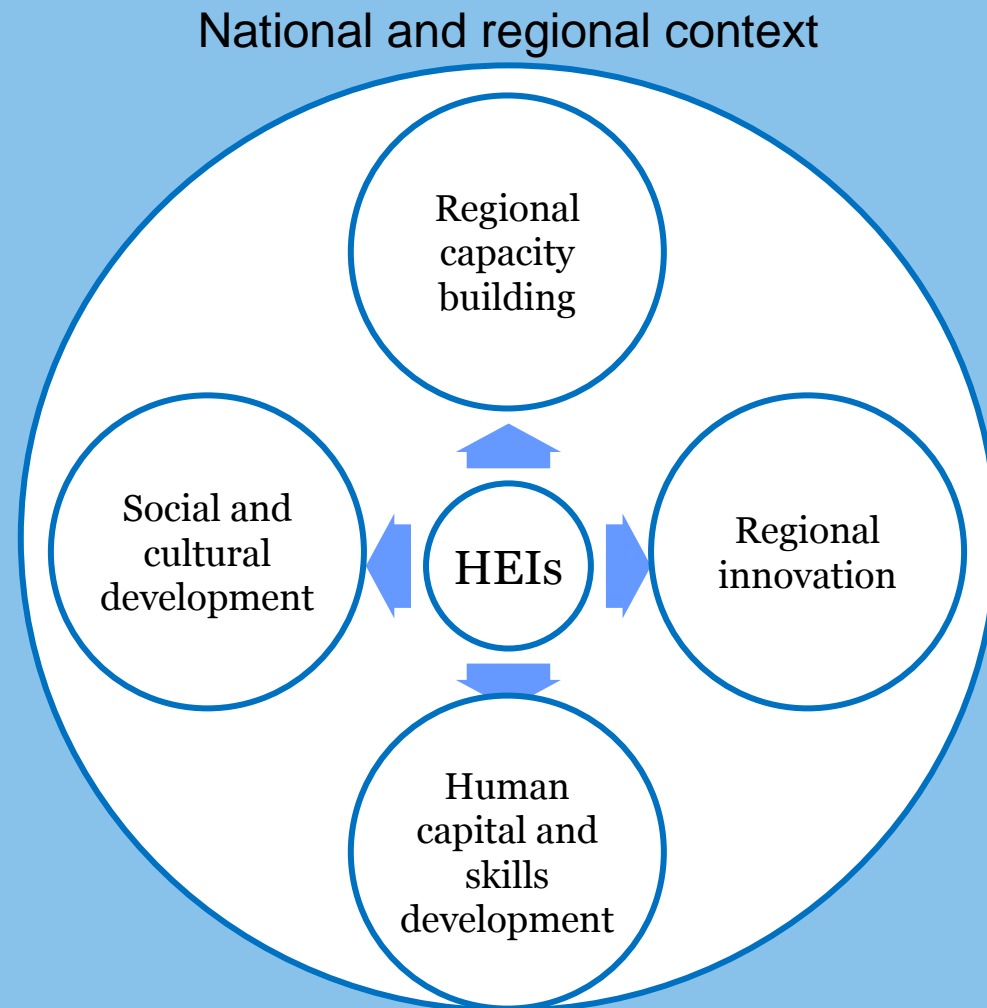 National and regional context
Regional
capacity
building
Social and
cultural
development
HEIs
Regional
innovation
Human
capital and
skills
development